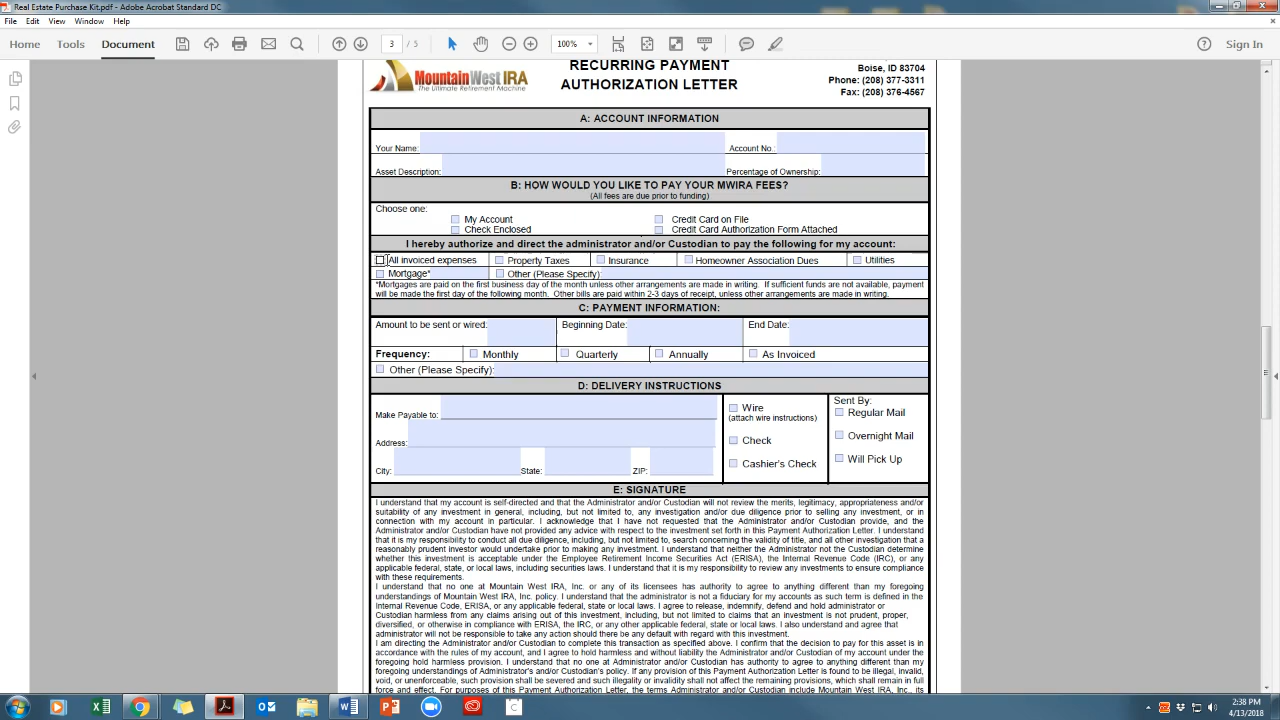 Real Estate Purchase Kit.pdf - Adobe Acrobat Standard DC
File Edit View Window Help
Home Tools Document 3 / 5 100% Sign In
MountainWest IRA
The Ultimate Retirement Machine
RECURRING PAYMENT
AUTHORIZATION LETTER
Boise, ID 83704
Phone: (208) 377-3311
Fax: (208) 376-4567
A: ACCOUNT INFORMATION
Your Name: Account No.:
Asset Description: Percentage of Ownership:
B: HOW WOULD YOU LIKE TO PAY YOUR MWIRA FEES?
(All fees are due prior to funding)
Choose one:
My Account Credit Card on File
Check Enclosed Credit Card Authorization Form Attached
I hereby authorize and direct the administrator and/or Custodian to pay the following for my account:
All invoiced expenses Property Taxes Insurance Homeowner Association Dues Utilities
Mortgage* Other (Please Specify):
*Mortgages are paid on the first business day of the month unless other arrangements are made in writing. If sufficient funds are not available, payment
will be made the first day of the following month. Other bills are paid within 2-3 days of receipt, unless other arrangements are made in writing.
C: PAYMENT INFORMATION:
Amount to be sent or wired: Beginning Date: End Date:
Frequency: Monthly Quarterly Annually As Invoiced
Other (Please Specify):
D: DELIVERY INSTRUCTIONS
Make Payable to:
Address:
City: State: ZIP:
Wire
(attach wire instructions)
Check
Cashier's Check
Sent By:
Regular Mail
Overnight Mail
Will Pick Up
E: SIGNATURE
I understand that my account is self-directed and that the Administrator and/or Custodian will not review the merits, legitimacy, appropriateness and/or
suitability of any investment in general, including, but not limited to, any investigation and/or due diligence prior to selling any investment, or in
connection with my account in particular. I acknowledge that I have not requested that the Administrator and/or Custodian provide, and the
Administrator and/or Custodian have not provided any advice with respect to the investment set forth in this Payment Authorization Letter. I understand
that it is my responsibility to conduct all due diligence, including, but not limited to, search concerning the validity of title, and all other investigation that a
reasonably prudent investor would undertake prior to making any investment. I understand that neither the Administrator not the Custodian determine
whether this investment is acceptable under the Employee Retirement Income Securities Act (ERISA), the Internal Revenue Code (IRC), or any
applicable federal, state, or local laws, including securities laws. I understand that it is my responsibility to review any investments to ensure compliance
with these requirements.
I understand that no one at Mountain West IRA, Inc. or any of its licensees has authority to agree to anything different than my foregoing
understandings of Mountain West IRA, Inc. policy. I understand that the administrator is not a fiduciary for my accounts as such term is defined in the
Internal Revenue Code, ERISA, or any applicable federal, state or local laws. I agree to release, indemnify, defend and hold administrator or
Custodian harmless from any claims arising out of this investment, including, but not limited to claims that an investment is not prudent, proper,
diversified, or otherwise in compliance with ERISA, the IRC, or any other applicable federal, state or local laws. I also understand and agree that
administrator will not be responsible to take any action should there be any default with regard with this investment.
I am directing the Administrator and/or Custodian to complete this transaction as specified above. I confirm that the decision to pay for this asset is in
accordance with the rules of my account, and I agree to hold harmless and without liability the Administrator and/or Custodian of my account under the
foregoing hold harmless provision. I understand that no one at Administrator and/or Custodian has authority to agree to anything different than my
foregoing understandings of Administrator's and/or Custodian's policy. If any provision of this Payment Authorization Letter is found to be illegal, invalid,
void, or unenforceable, such provision shall be severed and such illegality or invalidity shall not affect the remaining provisions, which shall remain in full
force and effect. For purposes of this Payment Authorization Letter, the terms Administrator and/or Custodian include Mountain West IRA, Inc., its
2:38 PM
4/13/2018